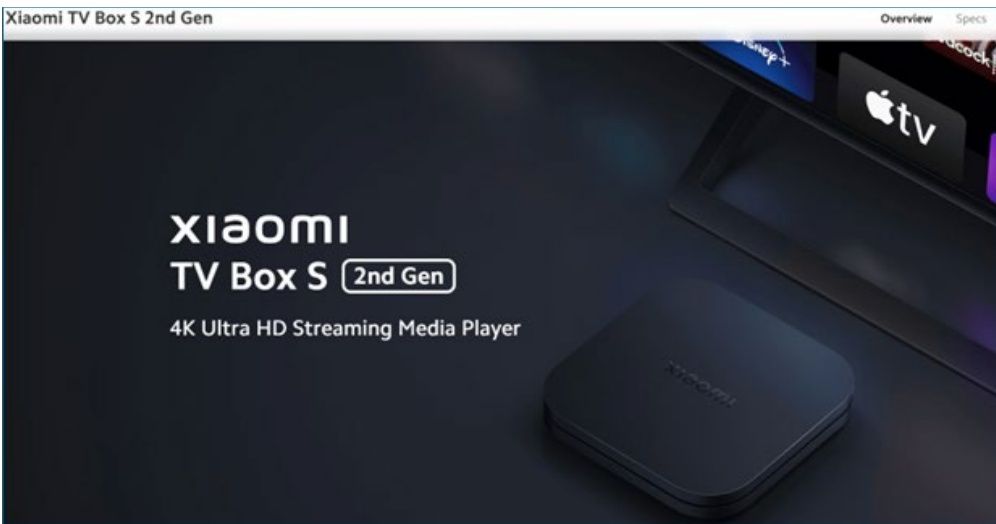 Xiaomi TV Box S 2nd Gen
Overview Specs
Disney+
tv
xiaomi
TV Box S 2nd Gen
4K Ultra HD Streaming Media Player
xiaomi